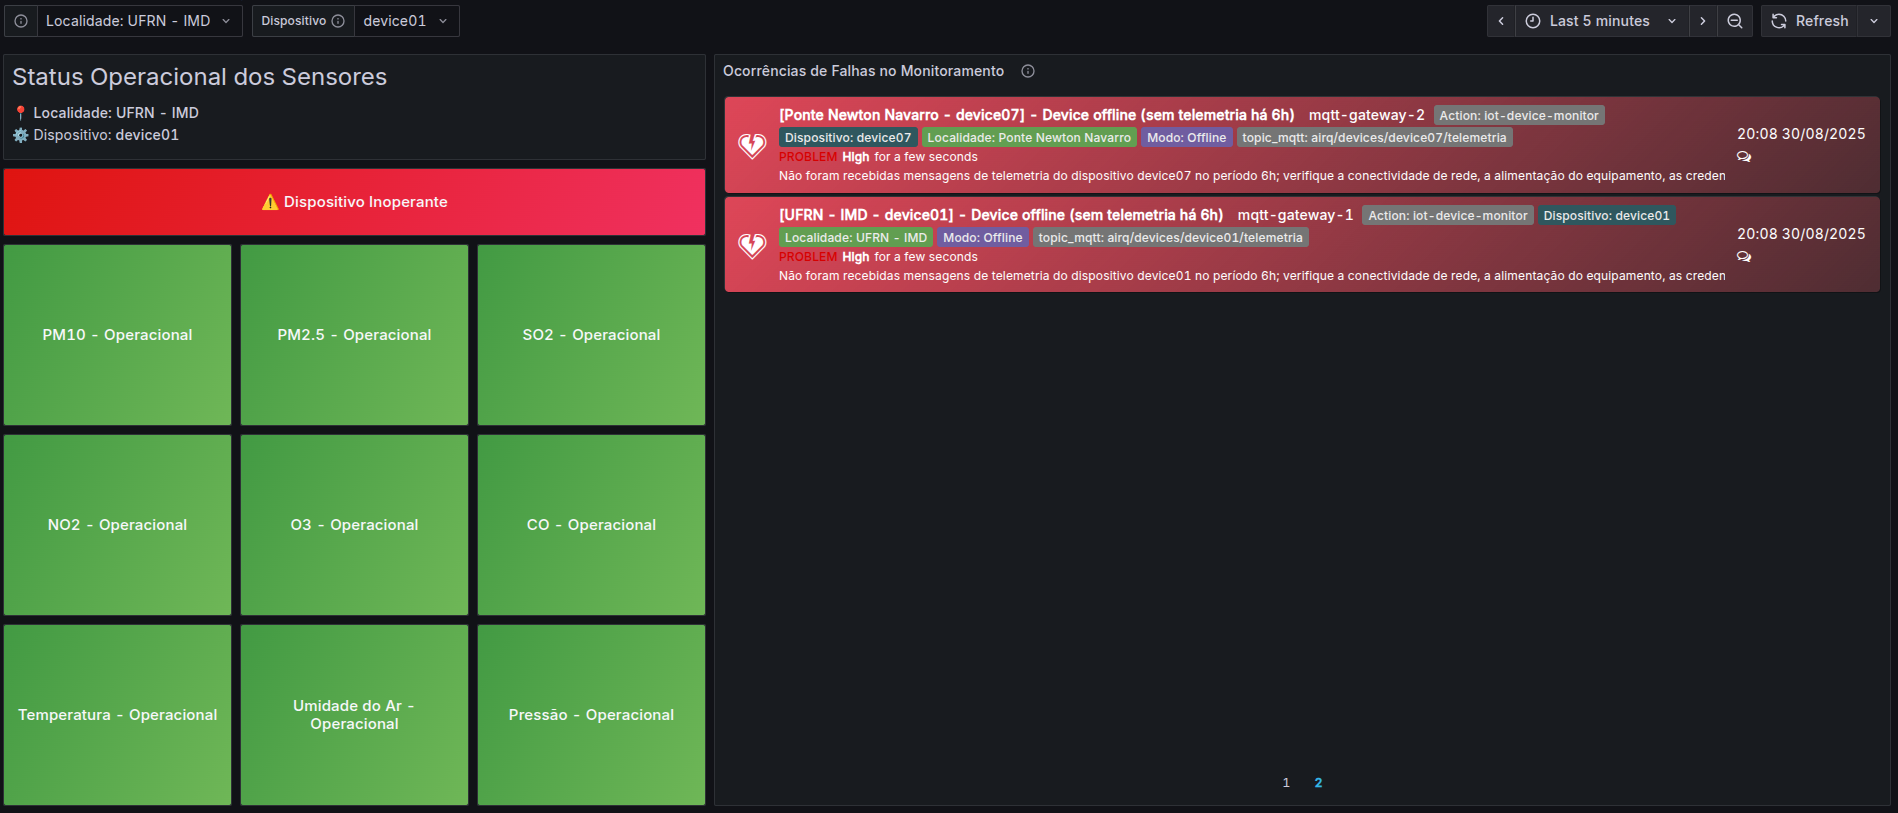 Localidade: UFRN - IMD
Dispositivo
device01
Last 5 minutes
Refresh
Status Operacional dos Sensores
Localidade: UFRN - IMD
Dispositivo: device01
Dispositivo Inoperante
PM10 - Operacional
PM2.5 - Operacional
SO2 - Operacional
NO2 - Operacional
O3 - Operacional
CO - Operacional
Temperatura - Operacional
Umidade do Ar -
Operacional
Pressão - Operacional
Ocorrências de Falhas no Monitoramento
[Ponte Newton Navarro - device07] - Device offline (sem telemetria há 6h) mqtt-gateway-2 Action: iot-device-monitor
Dispositivo: device07 Localidade: Ponte Newton Navarro Modo: Offline topic_mqtt: airq/devices/device07/telemetria
PROBLEM High for a few seconds
Não foram recebidas mensagens de telemetria do dispositivo device07 no período 6h; verifique a conectividade de rede, a alimentação do equipamento, as creden
20:08 30/08/2025
[UFRN - IMD - device01] - Device offline (sem telemetria há 6h) mqtt-gateway-1 Action: iot-device-monitor Dispositivo: device01
Localidade: UFRN - IMD Modo: Offline topic_mqtt: airq/devices/device01/telemetria
PROBLEM High for a few seconds
Não foram recebidas mensagens de telemetria do dispositivo device01 no período 6h; verifique a conectividade de rede, a alimentação do equipamento, as creden
20:08 30/08/2025
1 2